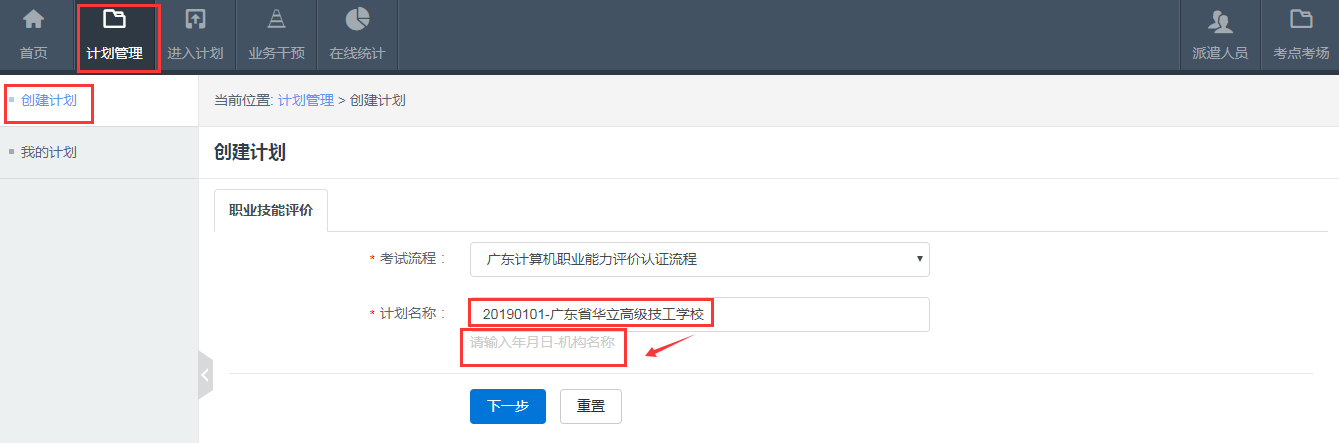 首页
计划管理
进入计划
业务干预
在线统计
派遣人员
考点考场
创建计划
我的计划
当前位置: 计划管理 > 创建计划
创建计划
职业技能评价
* 考试流程：
广东计算机职业能力评价认证流程
* 计划名称：
20190101-广东省华立高级技工学校
请输入年月日-机构名称
下一步
重置